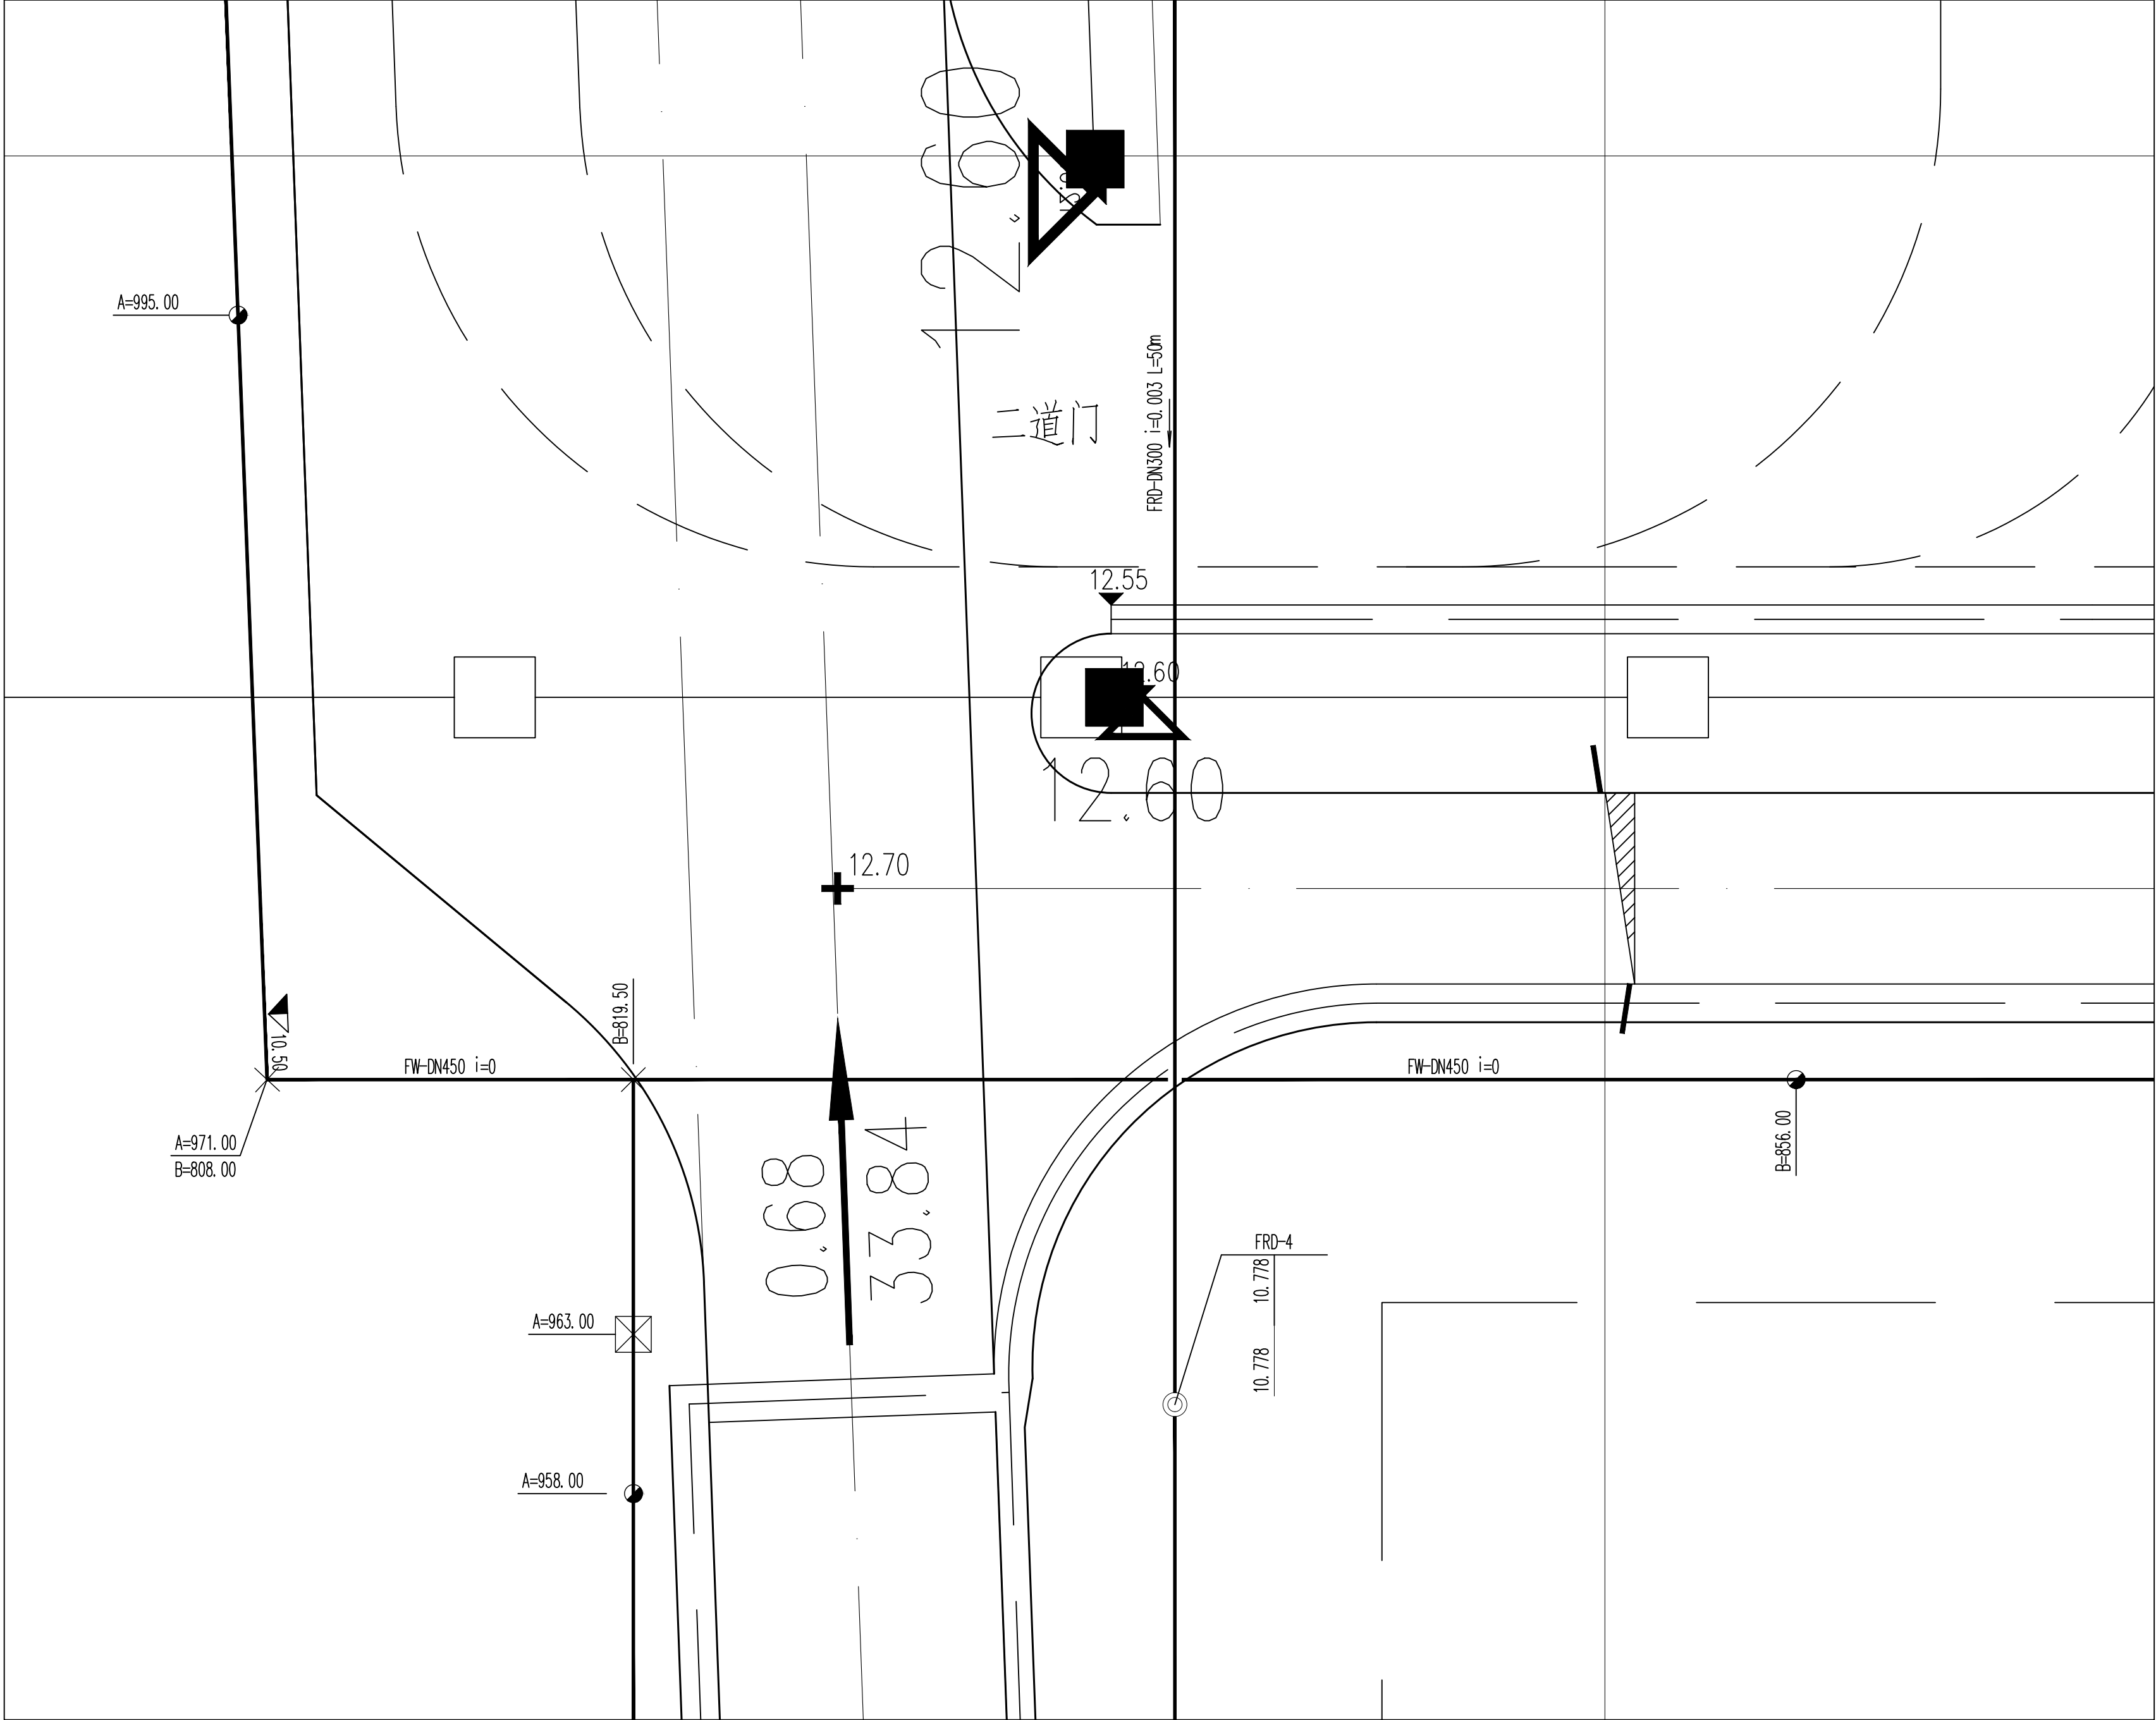 12.60
A=995.00
FRD-DN300 i=0.003 L=50m
二道门
12.55
12.60
12.70
B=819.50
10.50
FW-DN450 i=0
FW-DN450 i=0
A=971.00
B=808.00
B=856.00
0.68
33.84
FRD-4
10.778
10.778
A=963.00
A=958.00